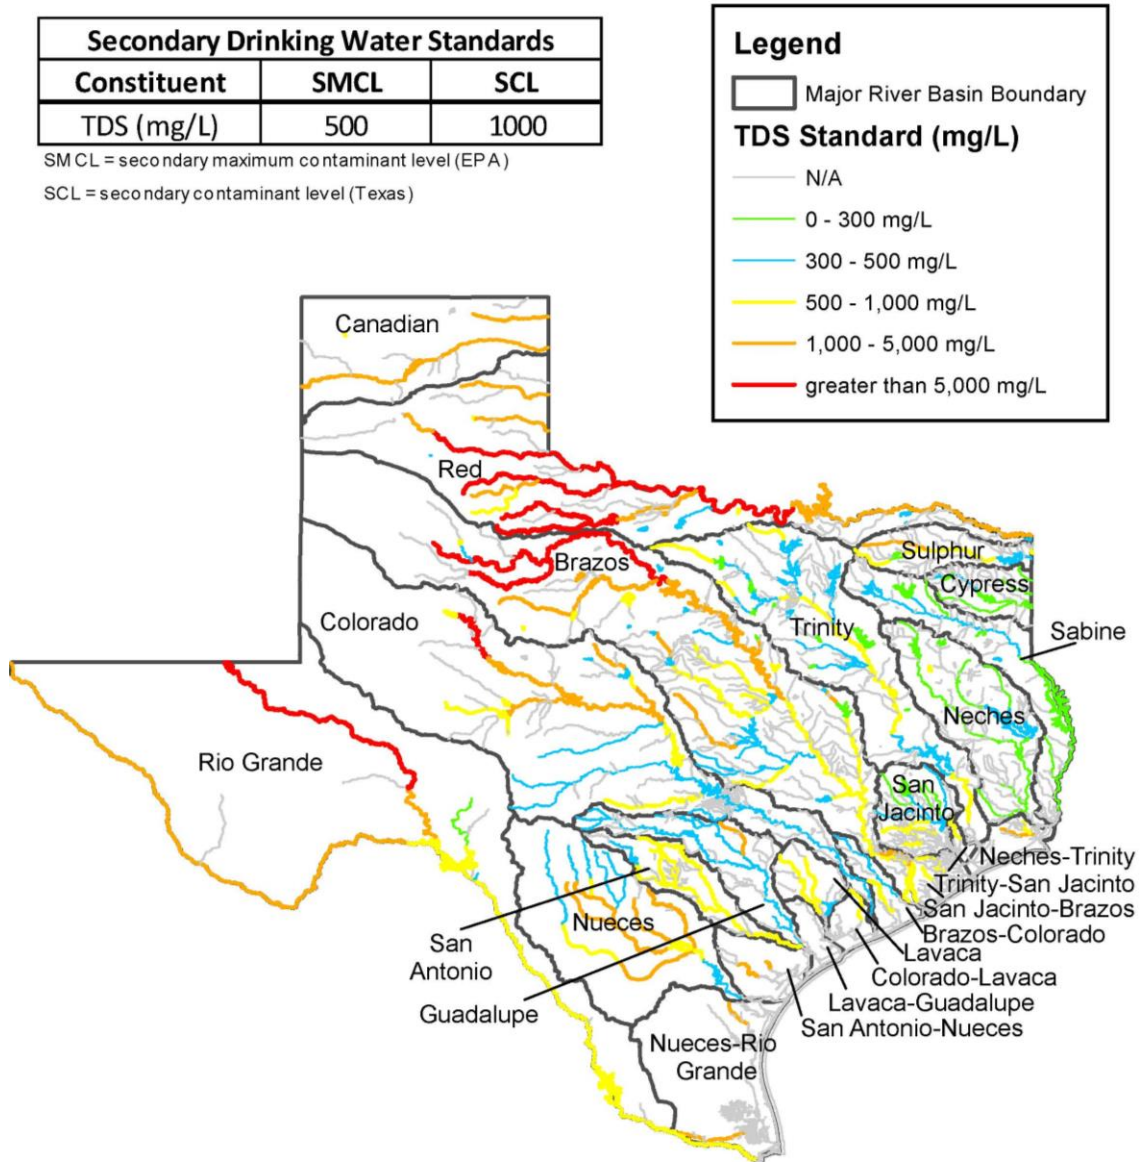 Secondary Drinking Water Standards
Constituent SMCL SCL
TDS (mg/L) 500 1000
SMCL = secondary maximum contaminant level (EPA)
SCL = secondary contaminant level (Texas)
Legend
Major River Basin Boundary
TDS Standard (mg/L)
N/A
0 - 300 mg/L
300 - 500 mg/L
500 - 1,000 mg/L
1,000 - 5,000 mg/L
greater than 5,000 mg/L
Canadian
Red
Brazos
Sulphur
Cypress
Colorado
Trinity
Sabine
Neches
Rio Grande
San
Jacinto
Neches-Trinity
Trinity-San Jacinto
San Jacinto-Brazos
Brazos-Colorado
Lavaca
Colorado-Lavaca
Lavaca-Guadalupe
San Antonio-Nueces
Nueces
San
Antonio
Guadalupe
Nueces-Rio
Grande